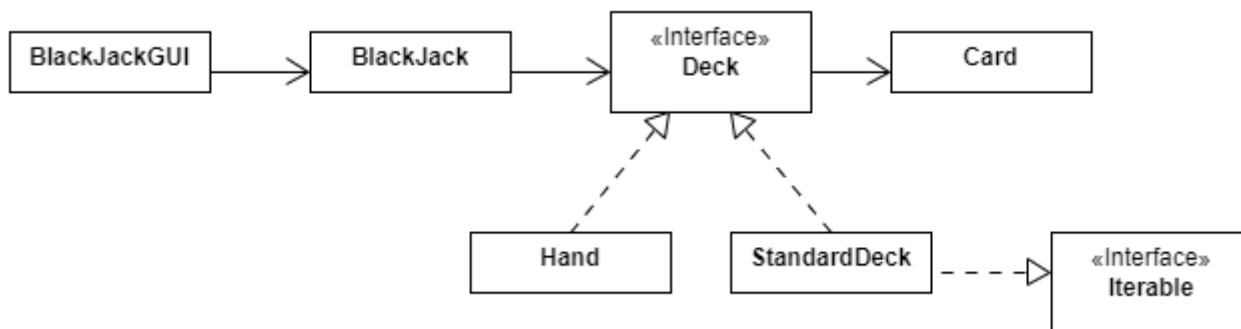 BlackJackGUI
BlackJack
«Interface»
Deck
Card
Hand
StandardDeck
«Interface»
Iterable